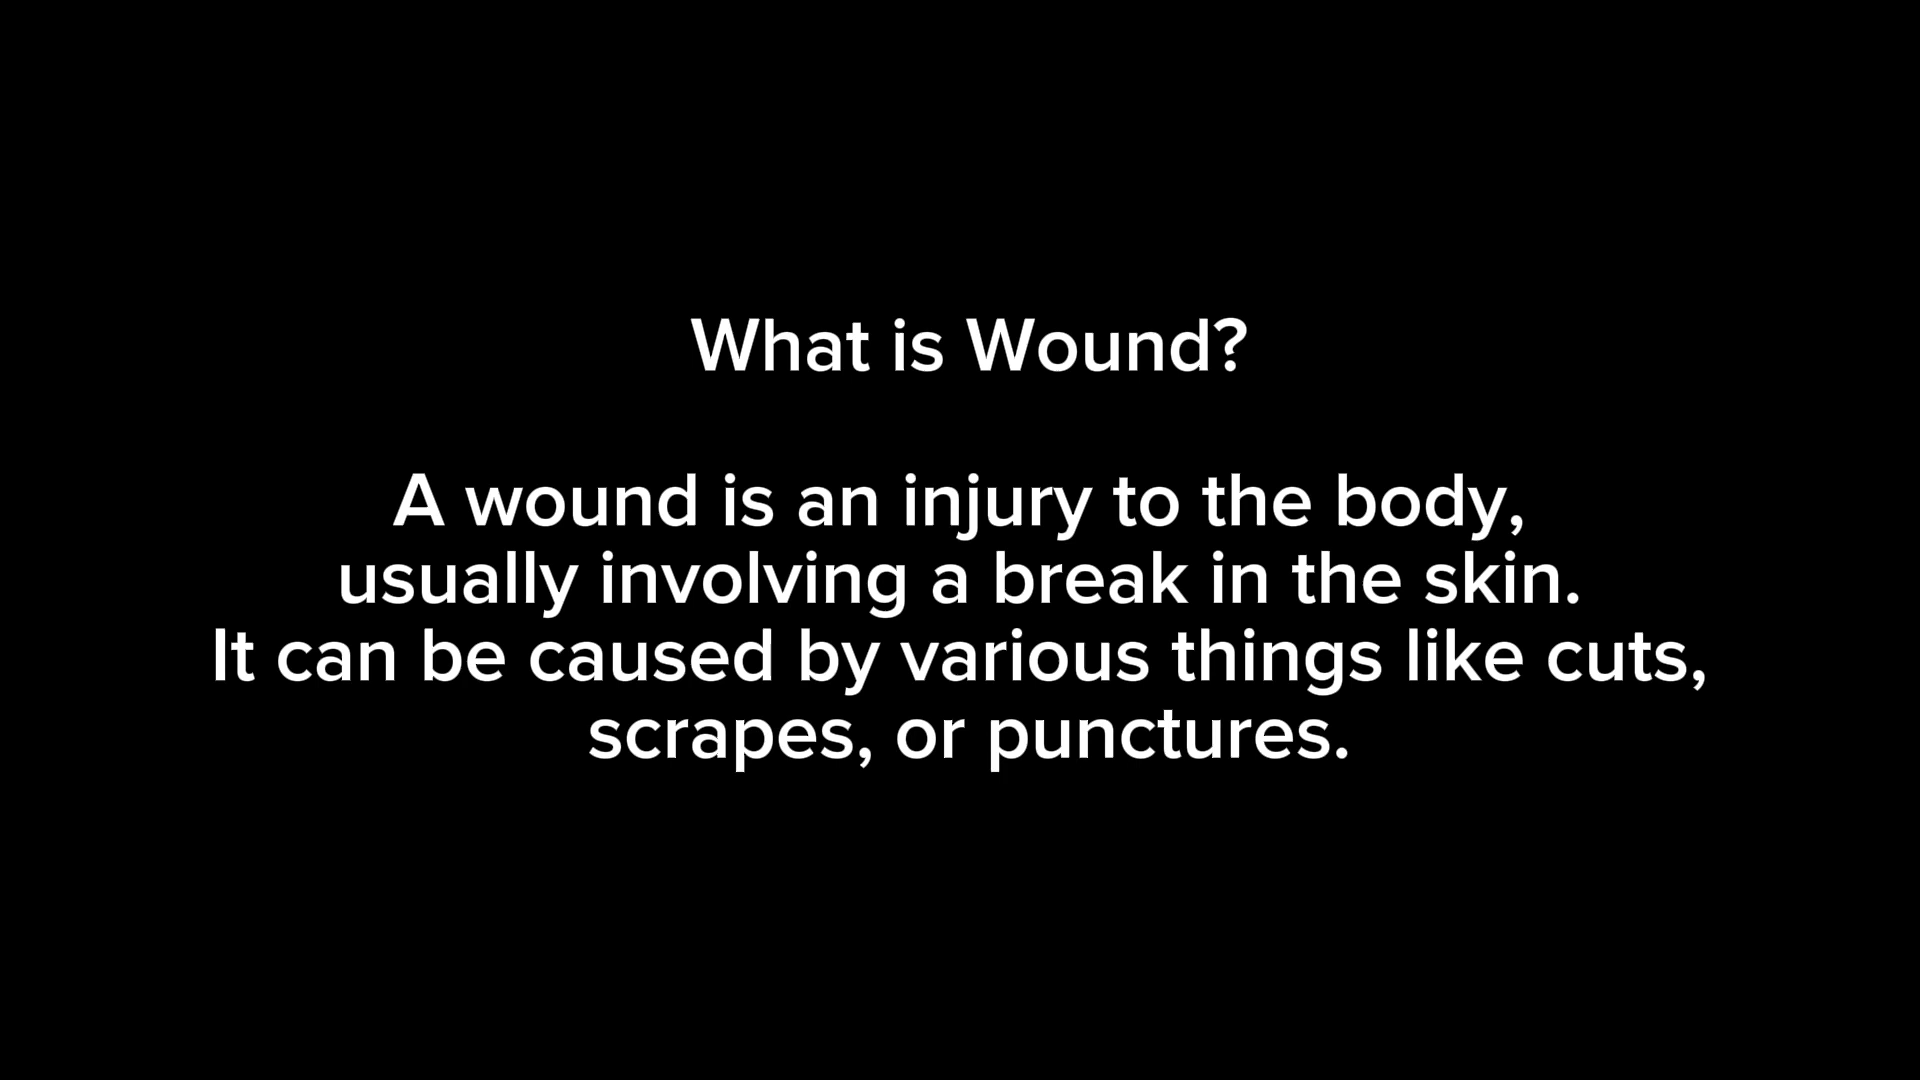 What is Wound?
A wound is an injury to the body,
usually involving a break in the skin.
It can be caused by various things like cuts,
scrapes, or punctures.